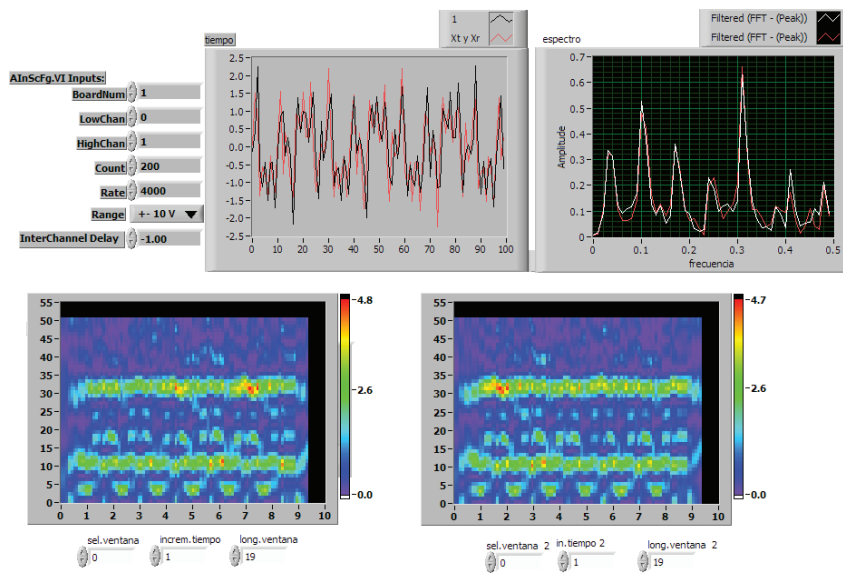 AInScFg.VI Inputs:
BoardNum 1
LowChan 0
HighChan 1
Count 200
Rate 4000
Range +- 10 V
InterChannel Delay -1.00
tiempo
1
Xt y Xr
2.5
2.0
1.5
1.0
0.5
0.0
-0.5
-1.0
-1.5
-2.0
-2.5
0 10 20 30 40 50 60 70 80 90 100
espectro
Filtered (FFT - (Peak))
Filtered (FFT - (Peak))
Amplitude
0.7
0.6
0.5
0.4
0.3
0.2
0.1
0
0 0.1 0.2 0.3 0.4 0.5
frecuencia
55
50
45
40
35
30
25
20
15
10
5
0
0 1 2 3 4 5 6 7 8 9 10
4.8
2.6
0.0
sel.ventana
0
increm.tiempo
1
long.ventana
19
55
50
45
40
35
30
25
20
15
10
5
0
0 1 2 3 4 5 6 7 8 9 10
4.7
2.6
0.0
sel.ventana 2
0
in.tiempo 2
1
long.ventana 2
19